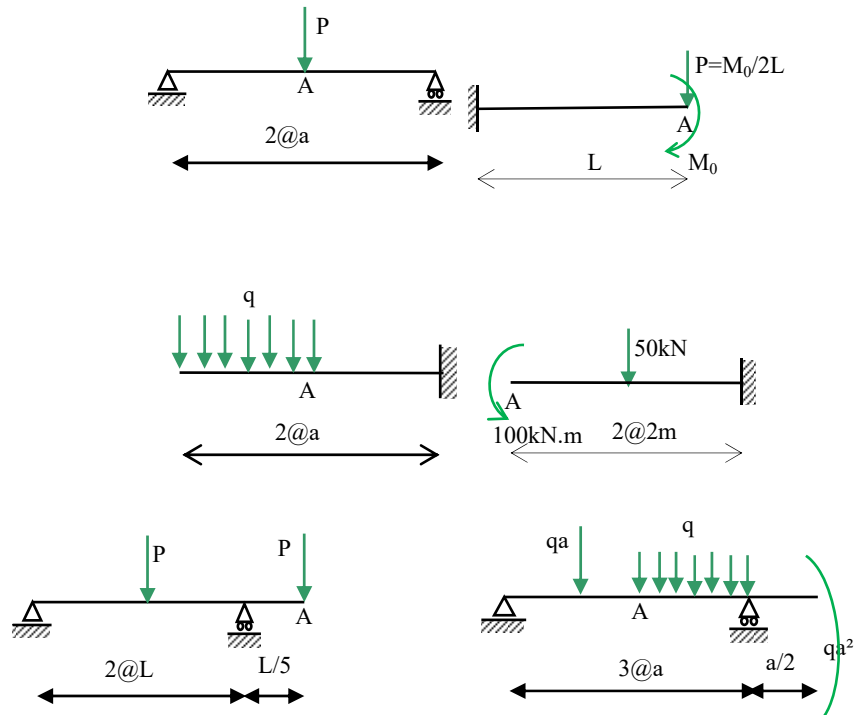 P
A
2@a
P=M₀/2L
A
M₀
L
q
A
2@a
50kN
A
100kN.m
2@2m
P
P
A
2@L
L/5
qa
q
A
3@a
a/2
qa²